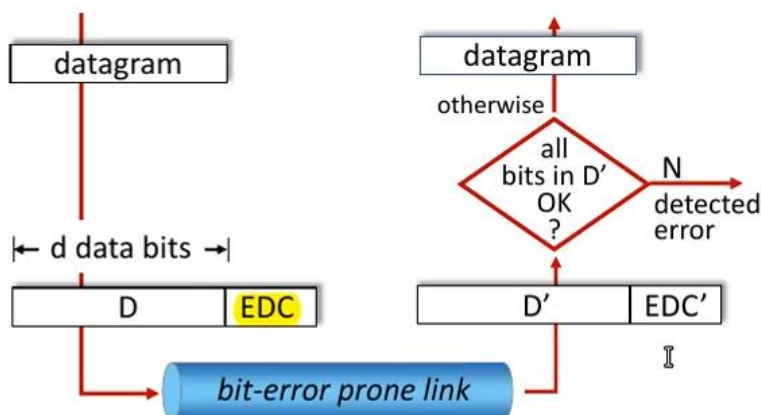 datagram
datagram
otherwise
all
bits in D’
OK
?
N
detected
error
d data bits
D
EDC
D’
EDC’
bit-error prone link